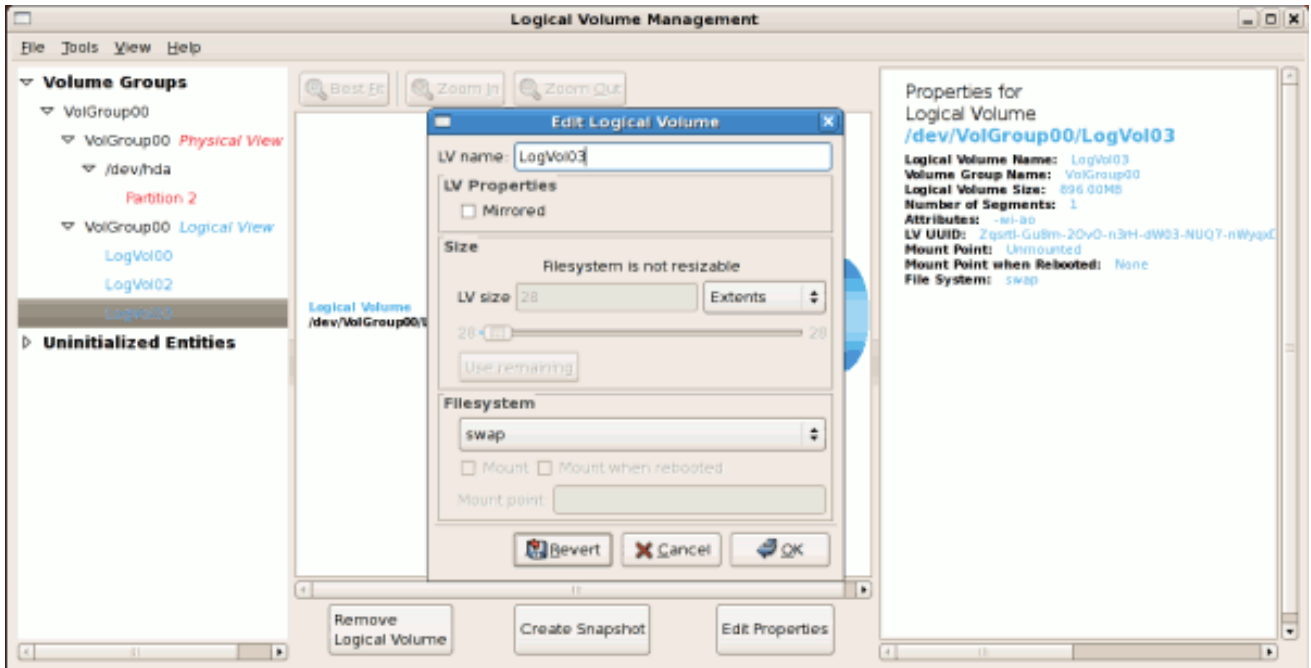 Logical Volume Management
File Tools View Help
Volume Groups
VolGroup00
VolGroup00 Physical View
/dev/hda
Partition 2
VolGroup00 Logical View
LogVol00
LogVol02
Uninitialized Entities
Best Fit Zoom In Zoom Out
Logical Volume
/dev/VolGroup00/L
Edit Logical Volume
LV name: LogVol03
LV Properties
Mirrored
Size
Filesystem is not resizable
LV size 28 Extents
28 28
Use remaining
Filesystem
swap
Mount Mount when rebooted
Mount point:
Revert Cancel OK
Remove
Logical Volume
Create Snapshot
Edit Properties
Properties for
Logical Volume
/dev/VolGroup00/LogVol03
Logical Volume Name: LogVol03
Volume Group Name: VolGroup00
Logical Volume Size: 896.00MB
Number of Segments: 1
Attributes: -wi-ao
LV UUID:
Mount Point: Unmounted
Mount Point when Rebooted: None
File System: swap